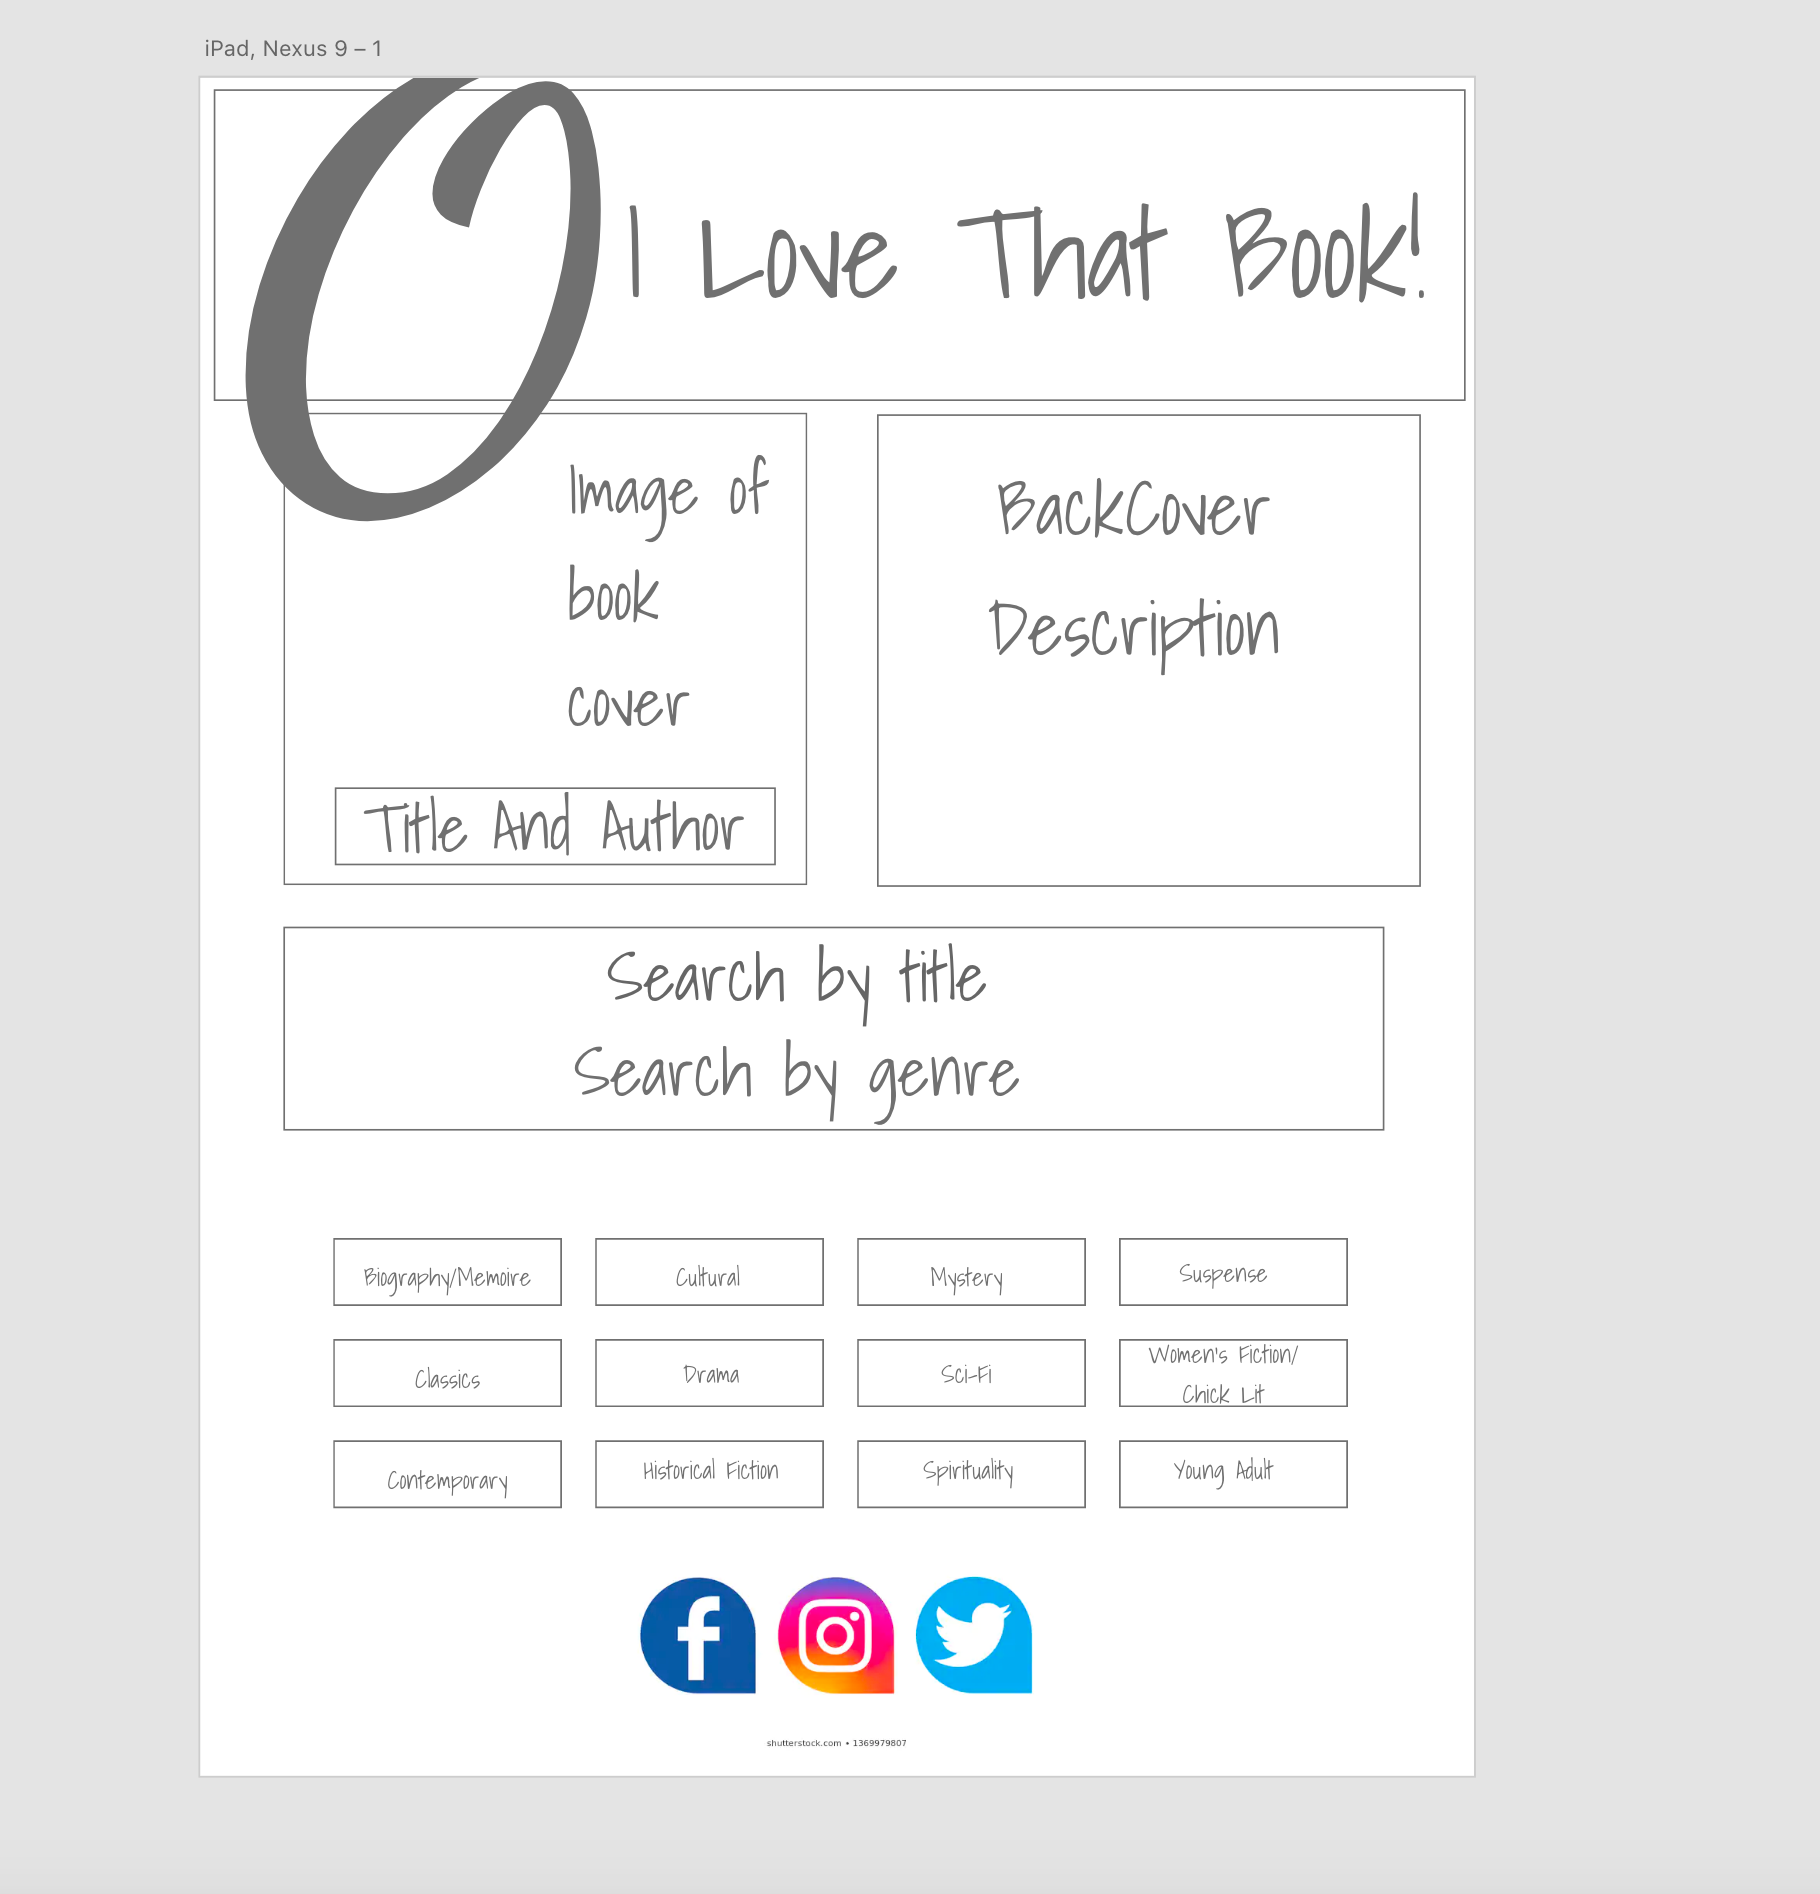 iPad, Nexus 9 – 1
O I Love That Book!
Image of
book
cover
Title And Author
BackCover
Description
Search by title
Search by genre
Biography/Memoire
Cultural
Mystery
Suspense
Classics
Drama
Sci-Fi
Women's Fiction/
Chick Lit
Contemporary
Historical Fiction
Spirituality
Young Adult
f
shutterstock.com • 1369979807